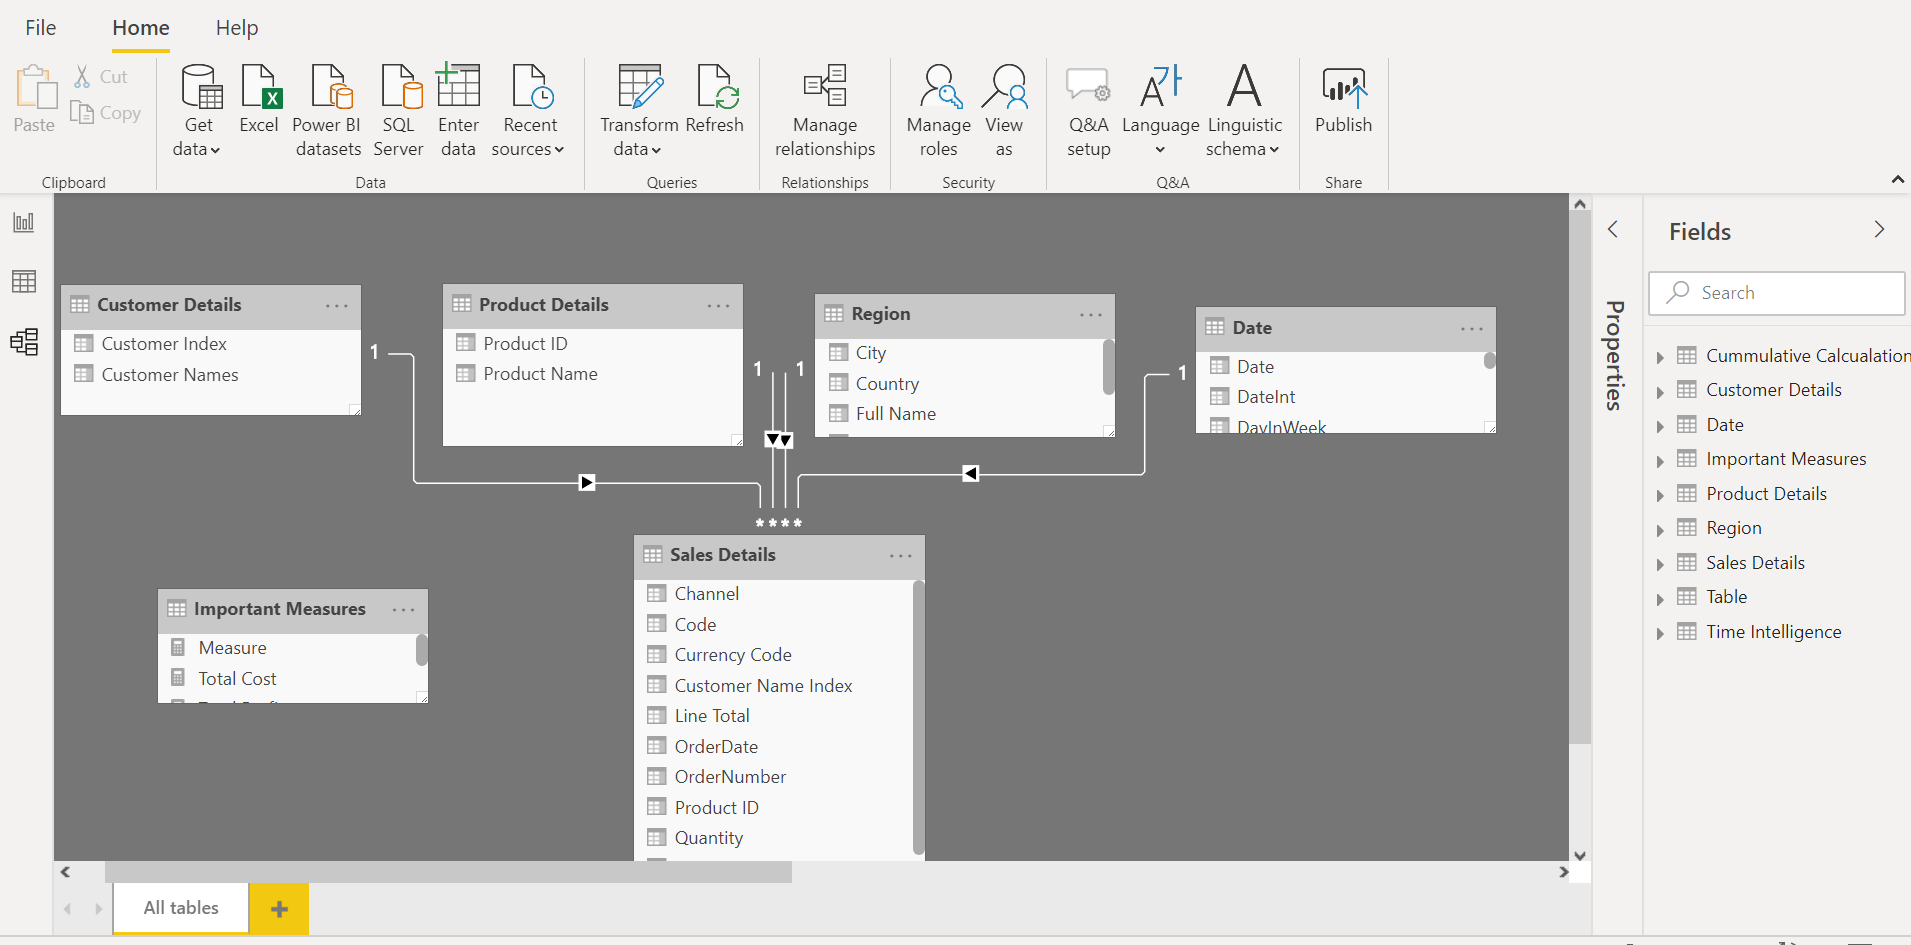 File Home Help
Cut
Copy
Paste
Get data
Excel
Power BI datasets
SQL Server
Enter data
Recent sources
Transform data
Refresh
Manage relationships
Manage roles
View as
Q&A setup
Language
Linguistic schema
Publish
Clipboard Data Queries Relationships Security Q&A Share
Customer Details
Customer Index
Customer Names
1
Product Details
Product ID
Product Name
1
1
Region
City
Country
Full Name
1
Date
Date
DateInt
DayInWeek
* * * *
Sales Details
Channel
Code
Currency Code
Customer Name Index
Line Total
OrderDate
OrderNumber
Product ID
Quantity
Important Measures
Measure
Total Cost
All tables
Properties
Fields
Search
Cummulative Calcualation
Customer Details
Date
Important Measures
Product Details
Region
Sales Details
Table
Time Intelligence